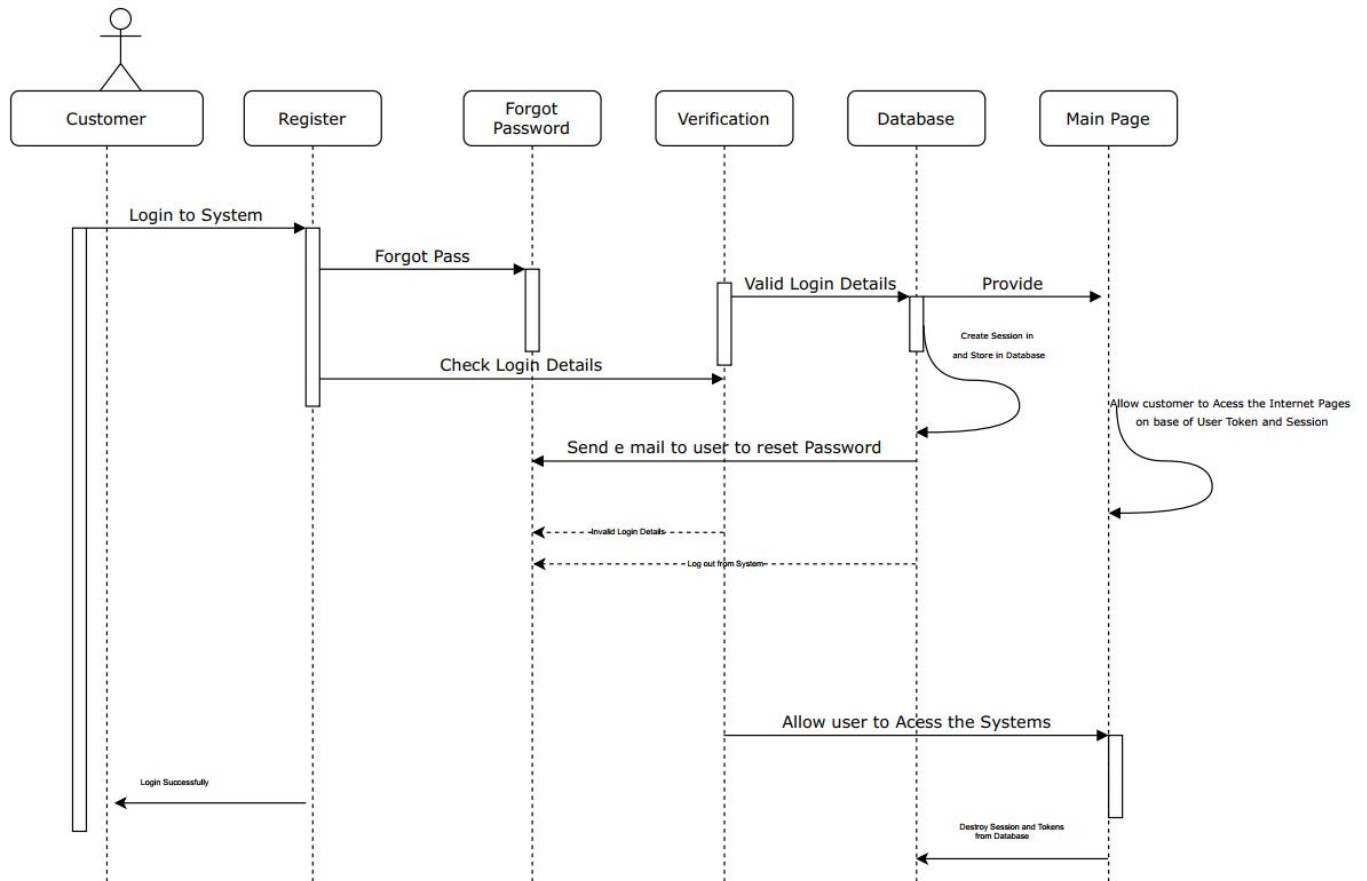 Customer
Register
Forgot
Password
Verification
Database
Main Page
Login to System
Forgot Pass
Valid Login Details
Provide
Create Session in
and Store in Database
Check Login Details
Allow customer to Acess the Internet Pages
on base of User Token and Session
Send e mail to user to reset Password
Invalid Login Details
Log out from System
Allow user to Acess the Systems
Login Successfully
Destroy Session and Tokens
from Database